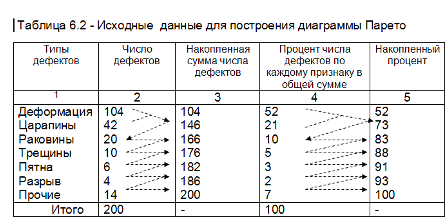 Таблица 6.2 - Исходные данные для построения диаграммы Парето
Типы дефектов | Число дефектов | Накопленная сумма числа дефектов | Процент числа дефектов по каждому признаку в общей сумме | Накопленный процент
1 | 2 | 3 | 4 | 5
Деформация | 104 | 104 | 52 | 52
Царапины | 42 | 146 | 21 | 73
Раковины | 20 | 166 | 10 | 83
Трещины | 10 | 176 | 5 | 88
Пятна | 6 | 182 | 3 | 91
Разрыв | 4 | 186 | 2 | 93
Прочие | 14 | 200 | 7 | 100
Итого | 200 | - | 100 | -